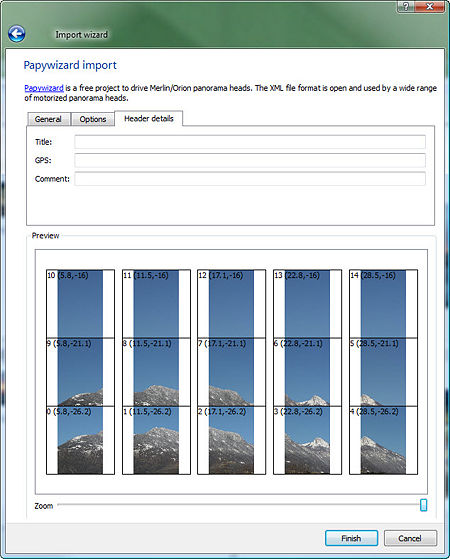 Import wizard
Papywizard import
Papywizard is a free project to drive Merlin/Orion panorama heads. The XML file format is open and used by a wide range
of motorized panorama heads.
General Options Header details
Title:
GPS:
Comment:
Preview
10 (5.8,-16) 11 (11.5,-16) 12 (17.1,-16) 13 (22.8,-16) 14 (28.5,-16)
9 (5.8,-21.1) 8 (11.5,-21.1) 7 (17.1,-21.1) 6 (22.8,-21.1) 5 (28.5,-21.1)
0 (5.8,-26.2) 1 (11.5,-26.2) 2 (17.1,-26.2) 3 (22.8,-26.2) 4 (28.5,-26.2)
Zoom
Finish Cancel